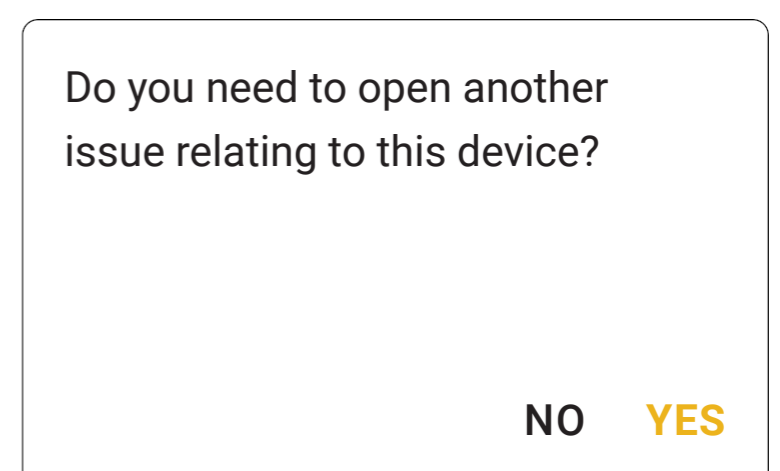 Do you need to open another
issue relating to this device?
NO YES